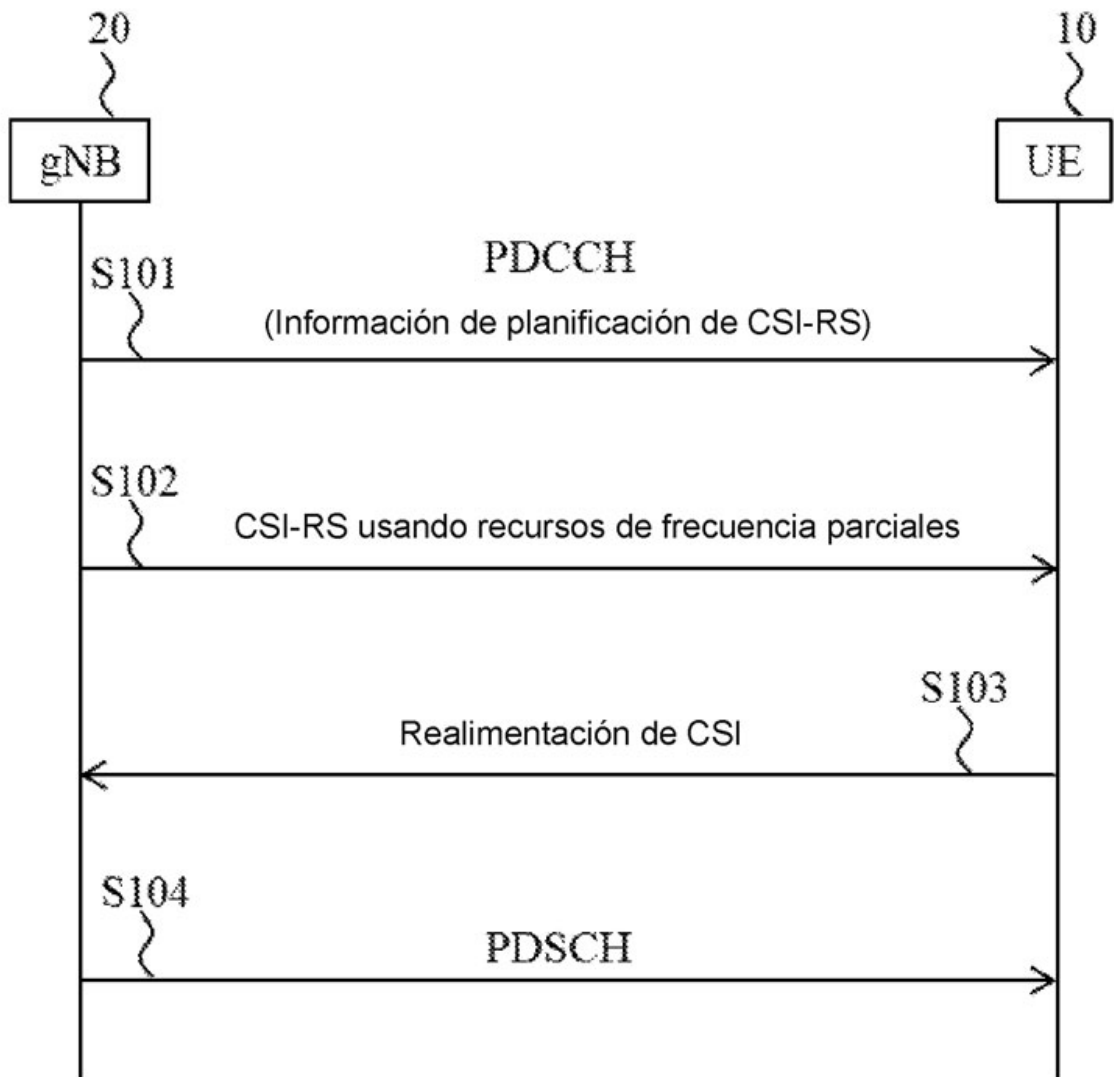 20
10
gNB
UE
S101
PDCCH
(Información de planificación de CSI-RS)
S102
CSI-RS usando recursos de frecuencia parciales
S103
Realimentación de CSI
S104
PDSCH